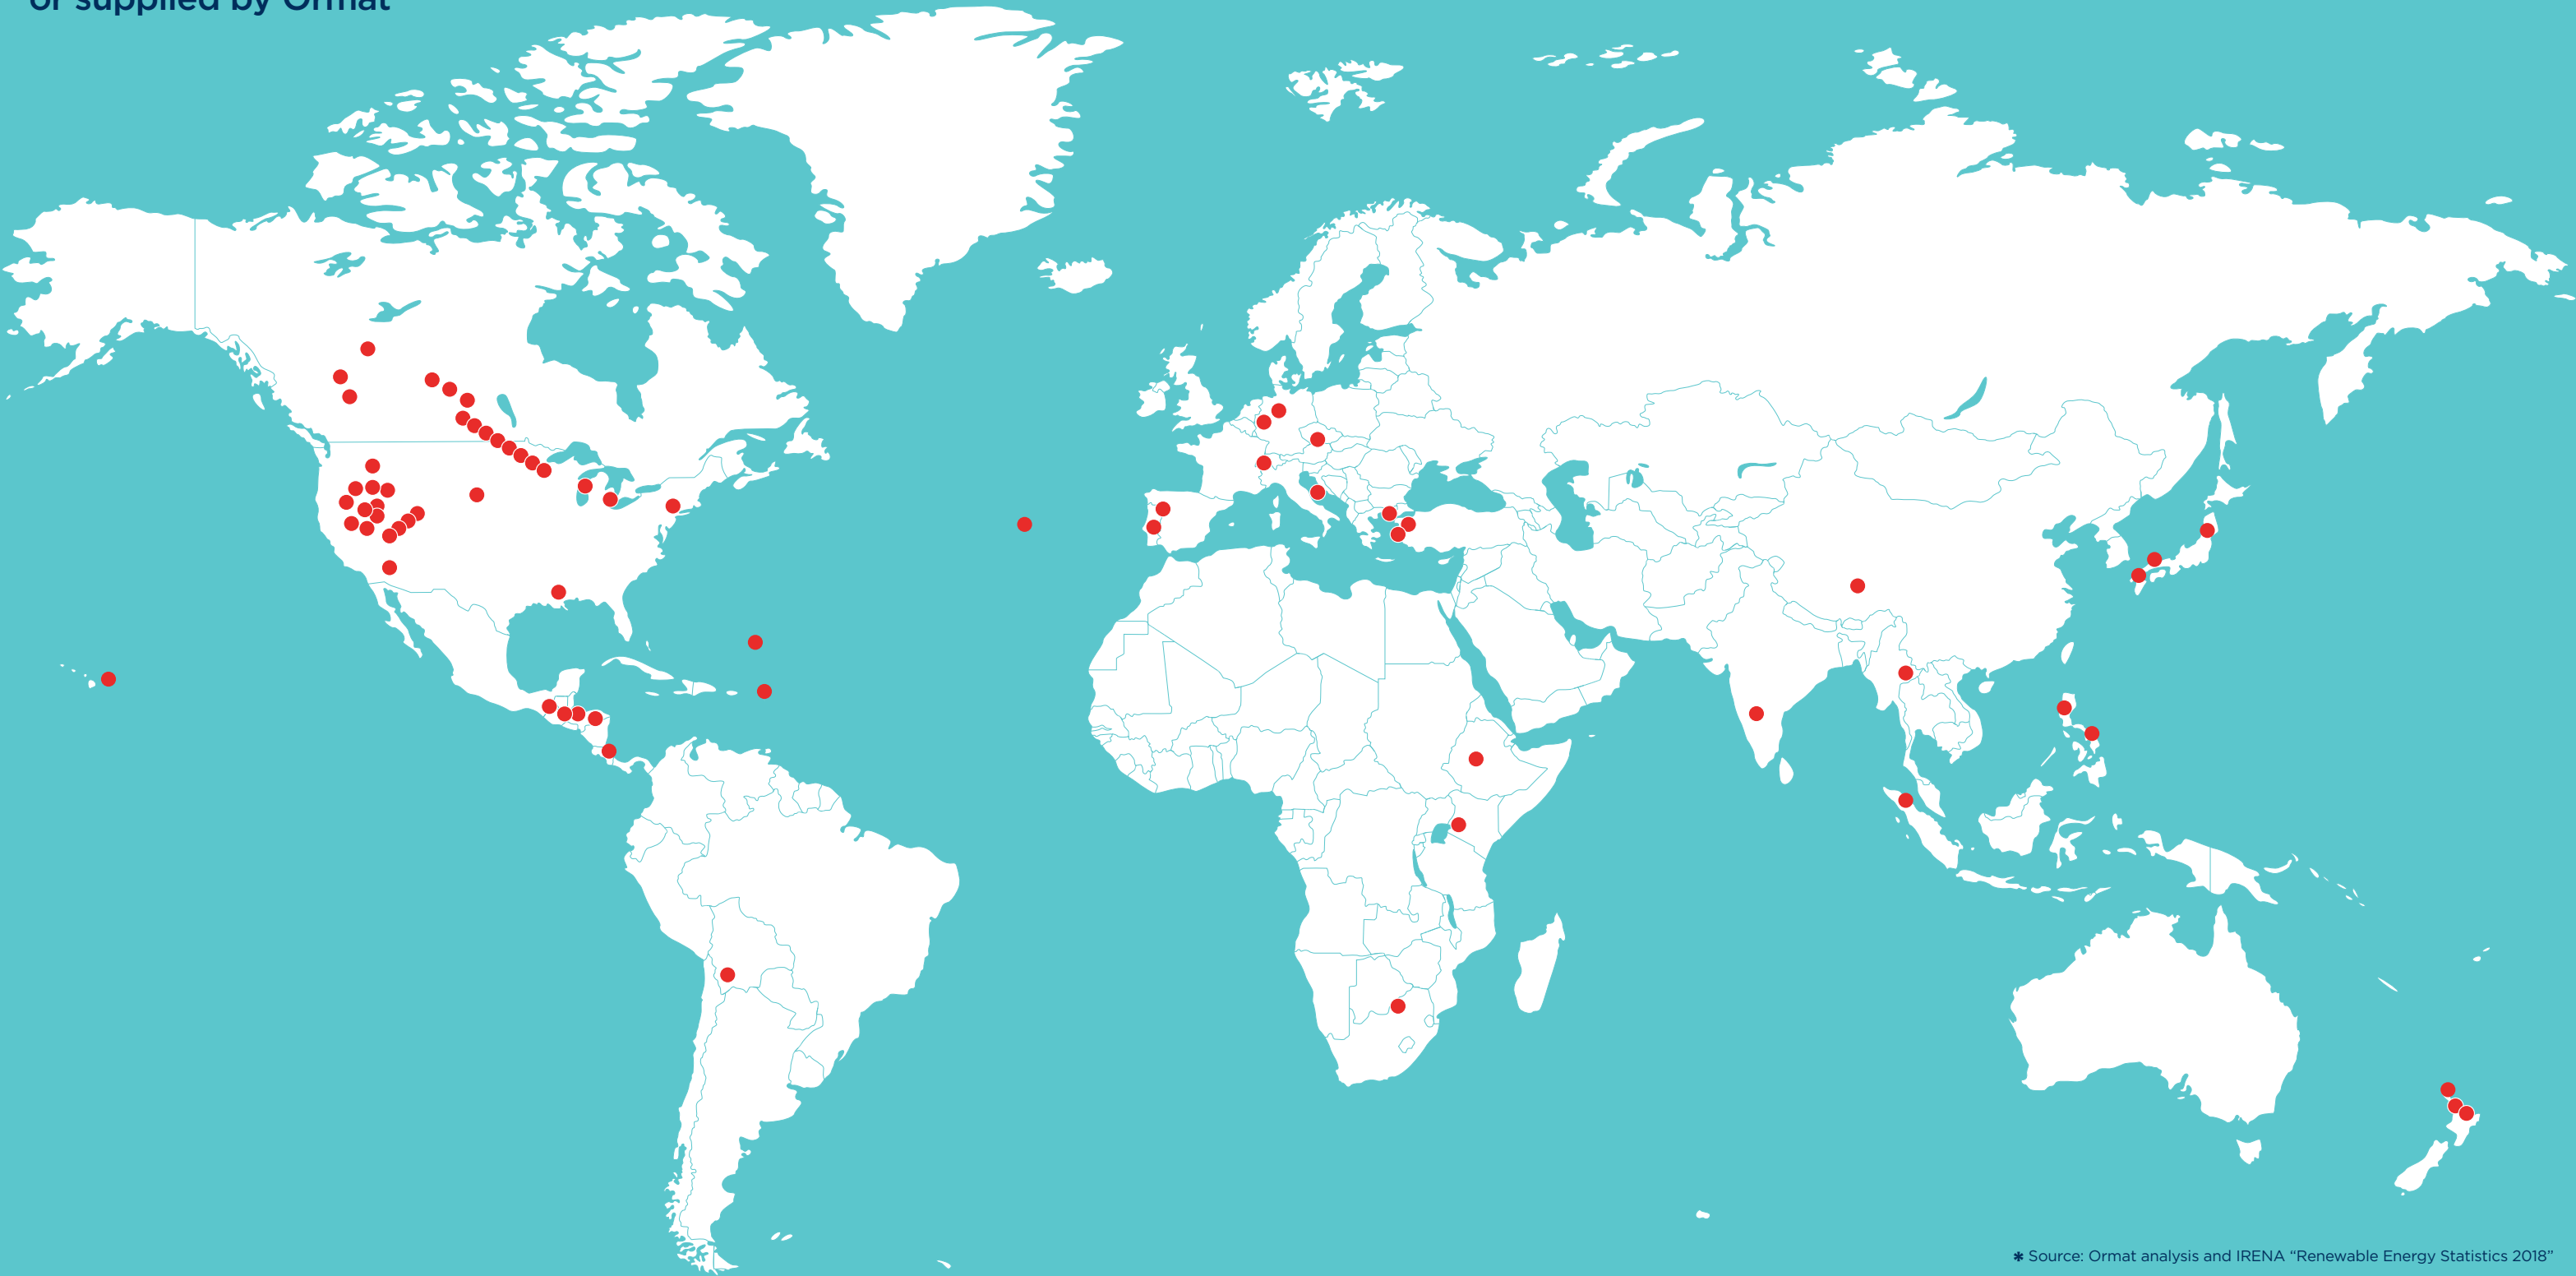 or supplied by Ormat
✱ Source: Ormat analysis and IRENA “Renewable Energy Statistics 2018”